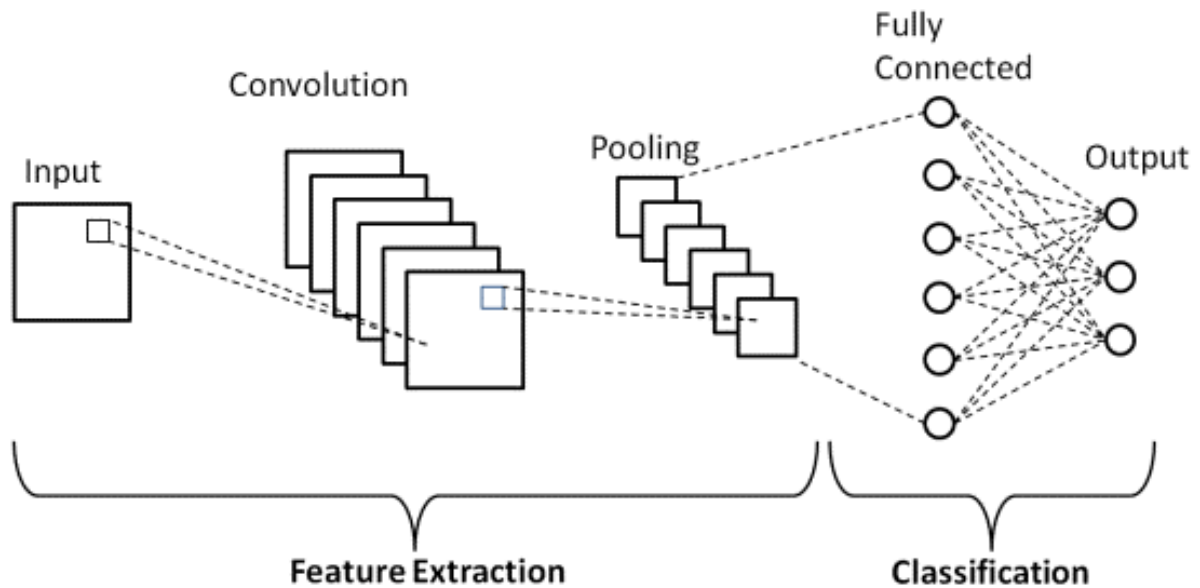 Fully
Connected
Convolution
Pooling
Output
Input
Feature Extraction
Classification